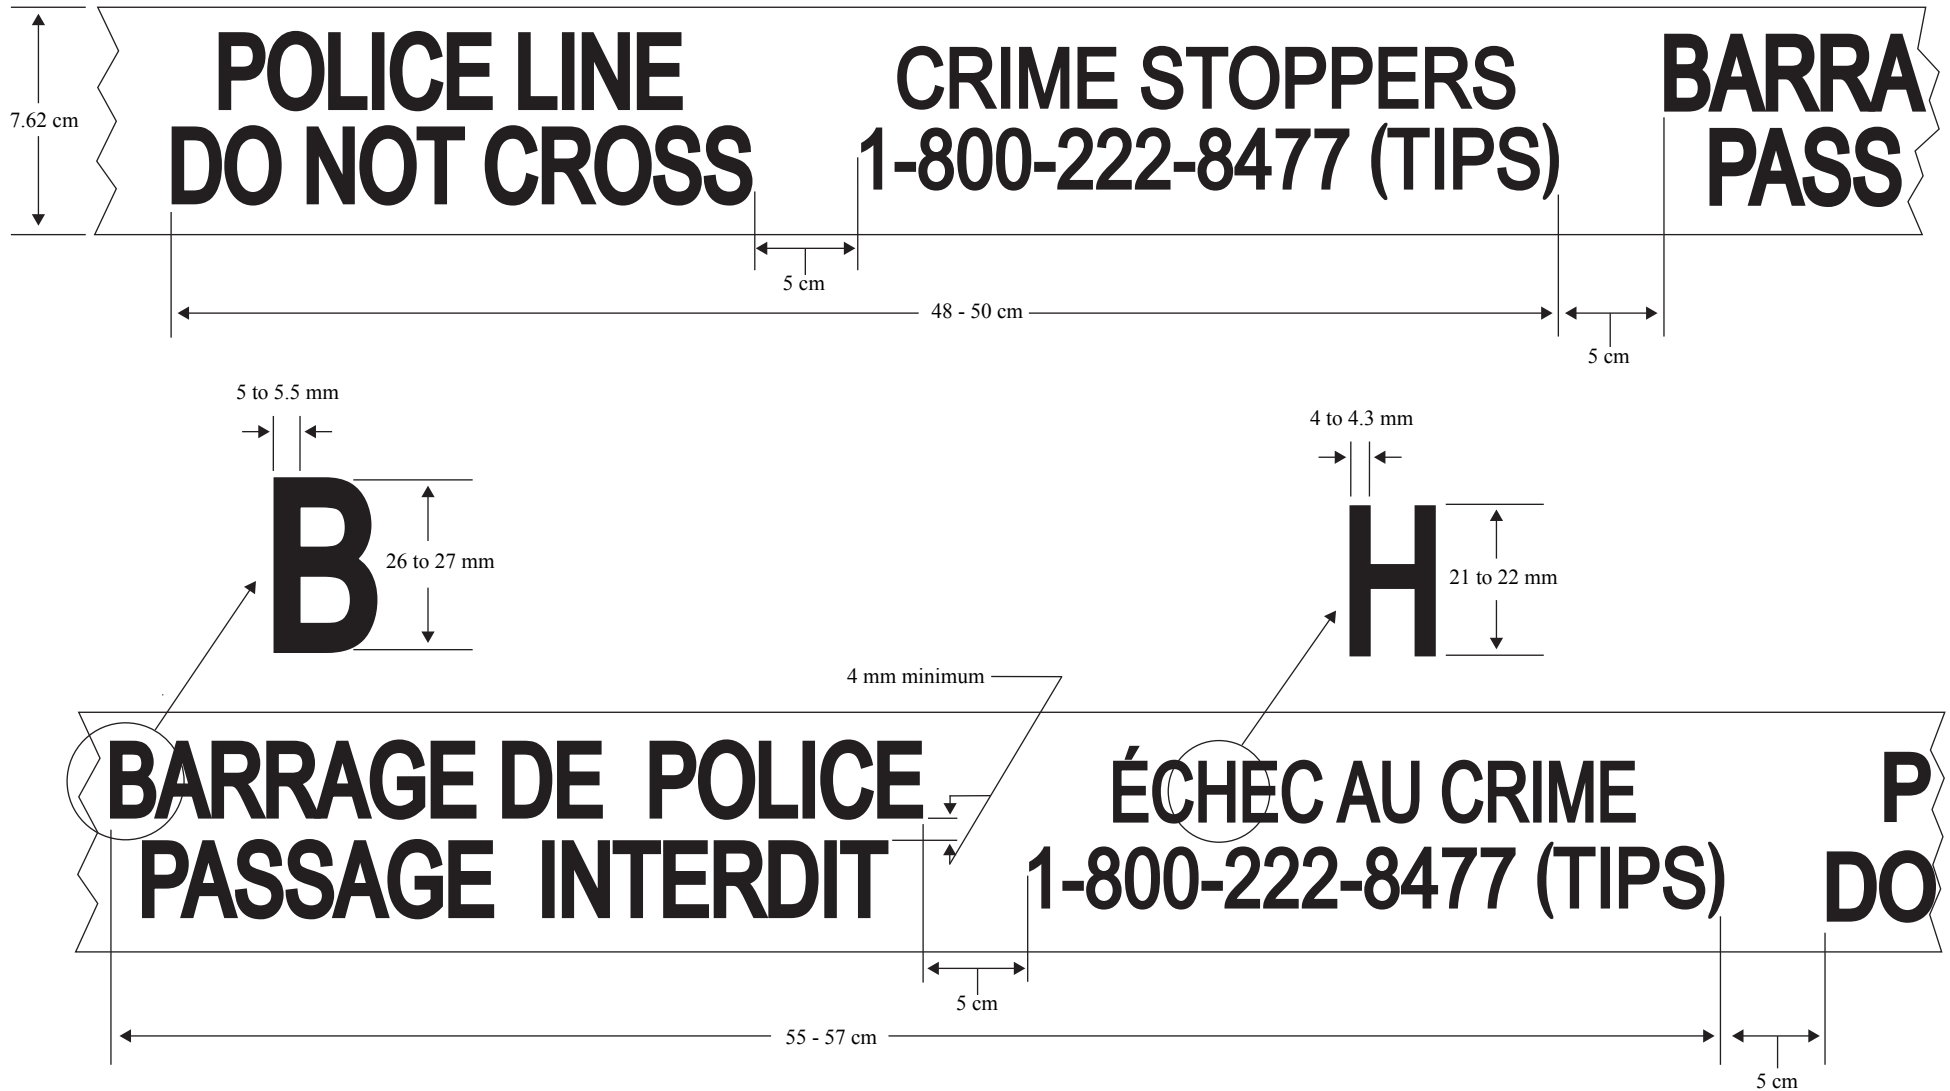 POLICE LINE
DO NOT CROSS
CRIME STOPPERS
1-800-222-8477 (TIPS)
BARRA
PASS
7.62 cm
5 cm
48 - 50 cm
5 cm
5 to 5.5 mm
B
26 to 27 mm
4 to 4.3 mm
H
21 to 22 mm
4 mm minimum
BARRAGE DE POLICE
PASSAGE INTERDIT
ÉCHEC AU CRIME
1-800-222-8477 (TIPS)
P
DO
5 cm
55 - 57 cm
5 cm